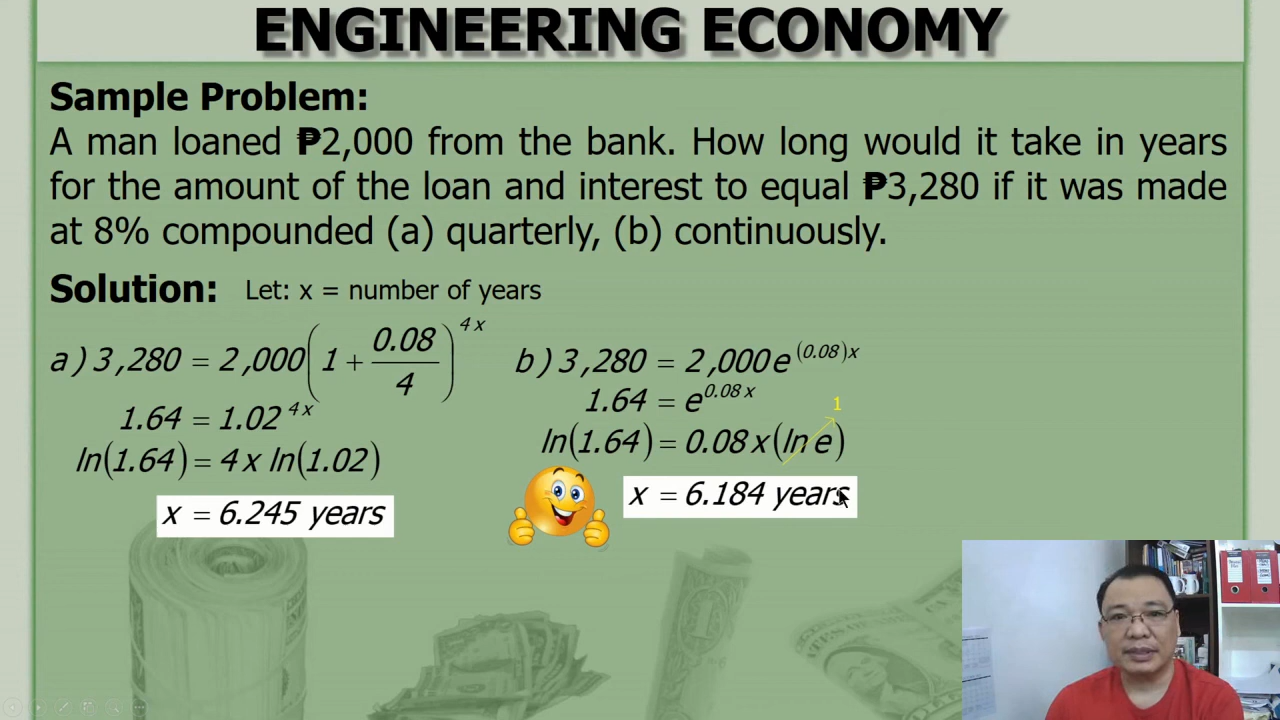 ENGINEERING ECONOMY
Sample Problem:
A man loaned ₱2,000 from the bank. How long would it take in years
for the amount of the loan and interest to equal ₱3,280 if it was made
at 8% compounded (a) quarterly, (b) continuously.
Solution: Let: x = number of years
a) 3,280 = 2,000(1 + 0.08/4)^4x
1.64 = 1.02^4x
ln(1.64) = 4x ln(1.02)
x = 6.245 years
b) 3,280 = 2,000e^(0.08)x
1.64 = e^0.08x
1
ln(1.64) = 0.08x(ln e)
x = 6.184 years